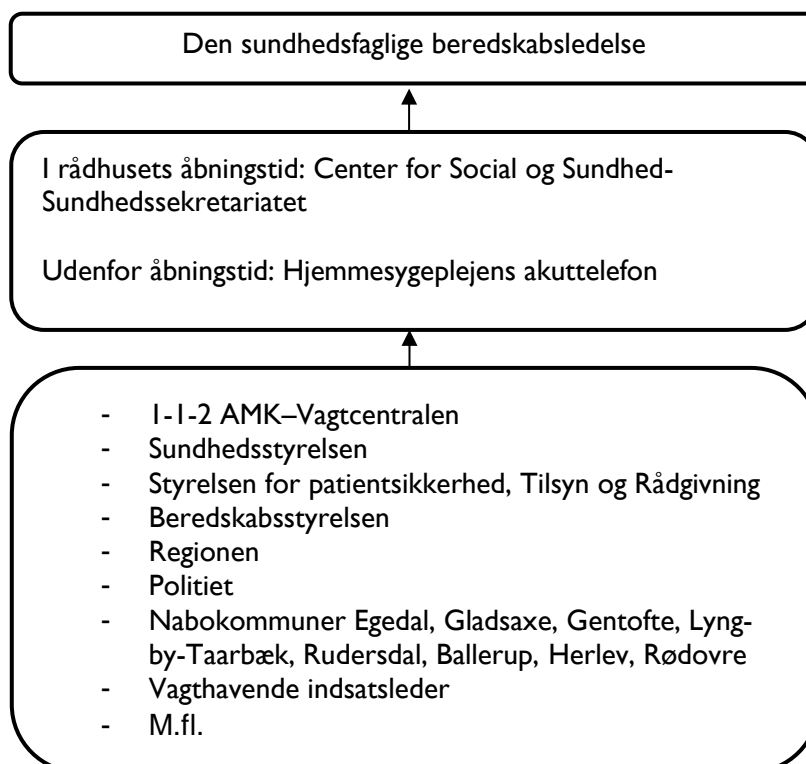 Den sundhedsfaglige beredskabsledelse
I rådhusets åbningstid: Center for Social og Sundhed-
Sundhedssekretariatet
Udenfor åbningstid: Hjemmesygeplejens akuttelefon
- 1-1-2 AMK–Vagtcentralen
- Sundhedsstyrelsen
- Styrelsen for patientsikkerhed, Tilsyn og Rådgivning
- Beredskabsstyrelsen
- Regionen
- Politiet
- Nabokommuner Egedal, Gladsaxe, Gentofte, Lyng-
by-Taarbæk, Rudersdal, Ballerup, Herlev, Rødovre
- Vagthavende indsatsleder
- M.fl.